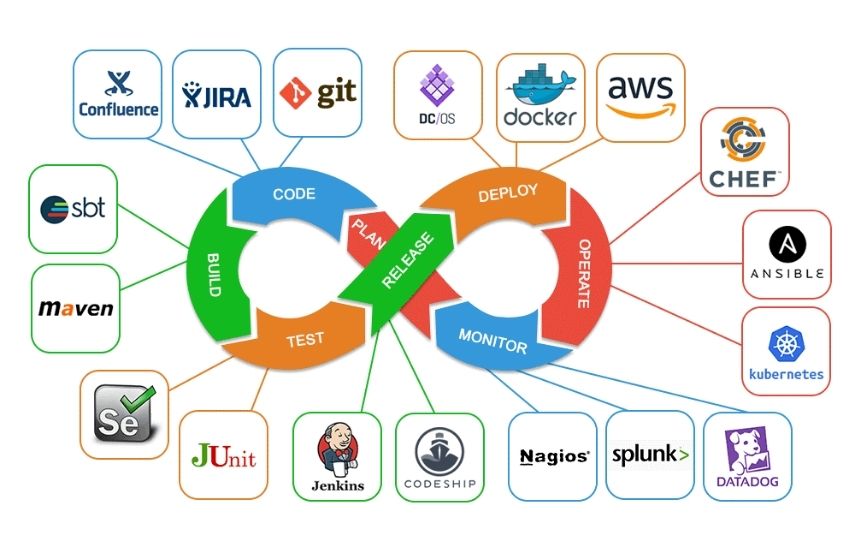 Confluence
JIRA
git
DC/OS
docker
aws
CHEF™
sbt
CODE
PLAN
RELEASE
DEPLOY
OPERATE
ANSIBLE
BUILD
maven
TEST
MONITOR
kubernetes
Se
JUnit
Jenkins
CODESHIP
Nagios®
splunk>
DATADOG